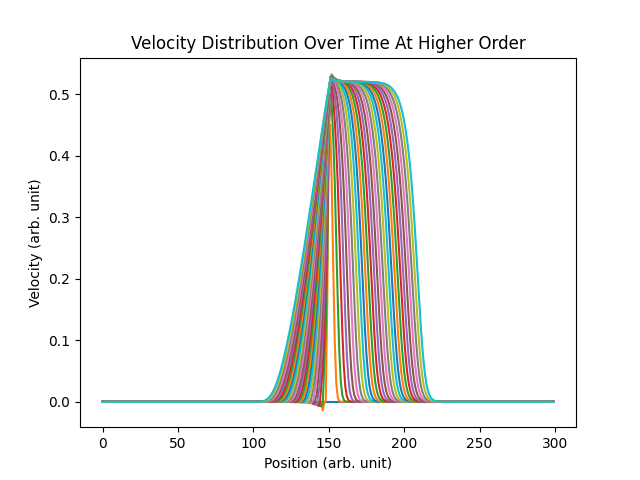 Velocity Distribution Over Time At Higher Order
Velocity (arb. unit)
0.5
0.4
0.3
0.2
0.1
0.0
0 50 100 150 200 250 300
Position (arb. unit)